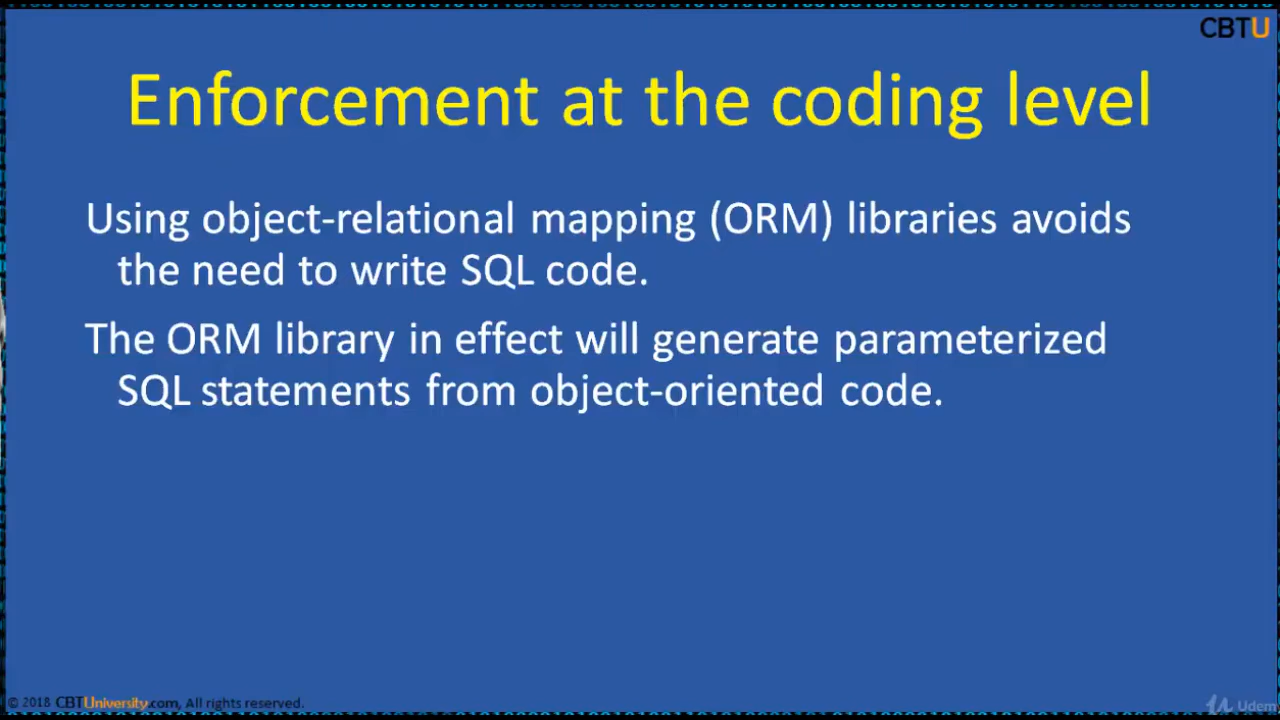 CBTU
Enforcement at the coding level
Using object-relational mapping (ORM) libraries avoids
the need to write SQL code.
The ORM library in effect will generate parameterized
SQL statements from object-oriented code.
© 2018 CBTUniversity.com, All rights reserved.